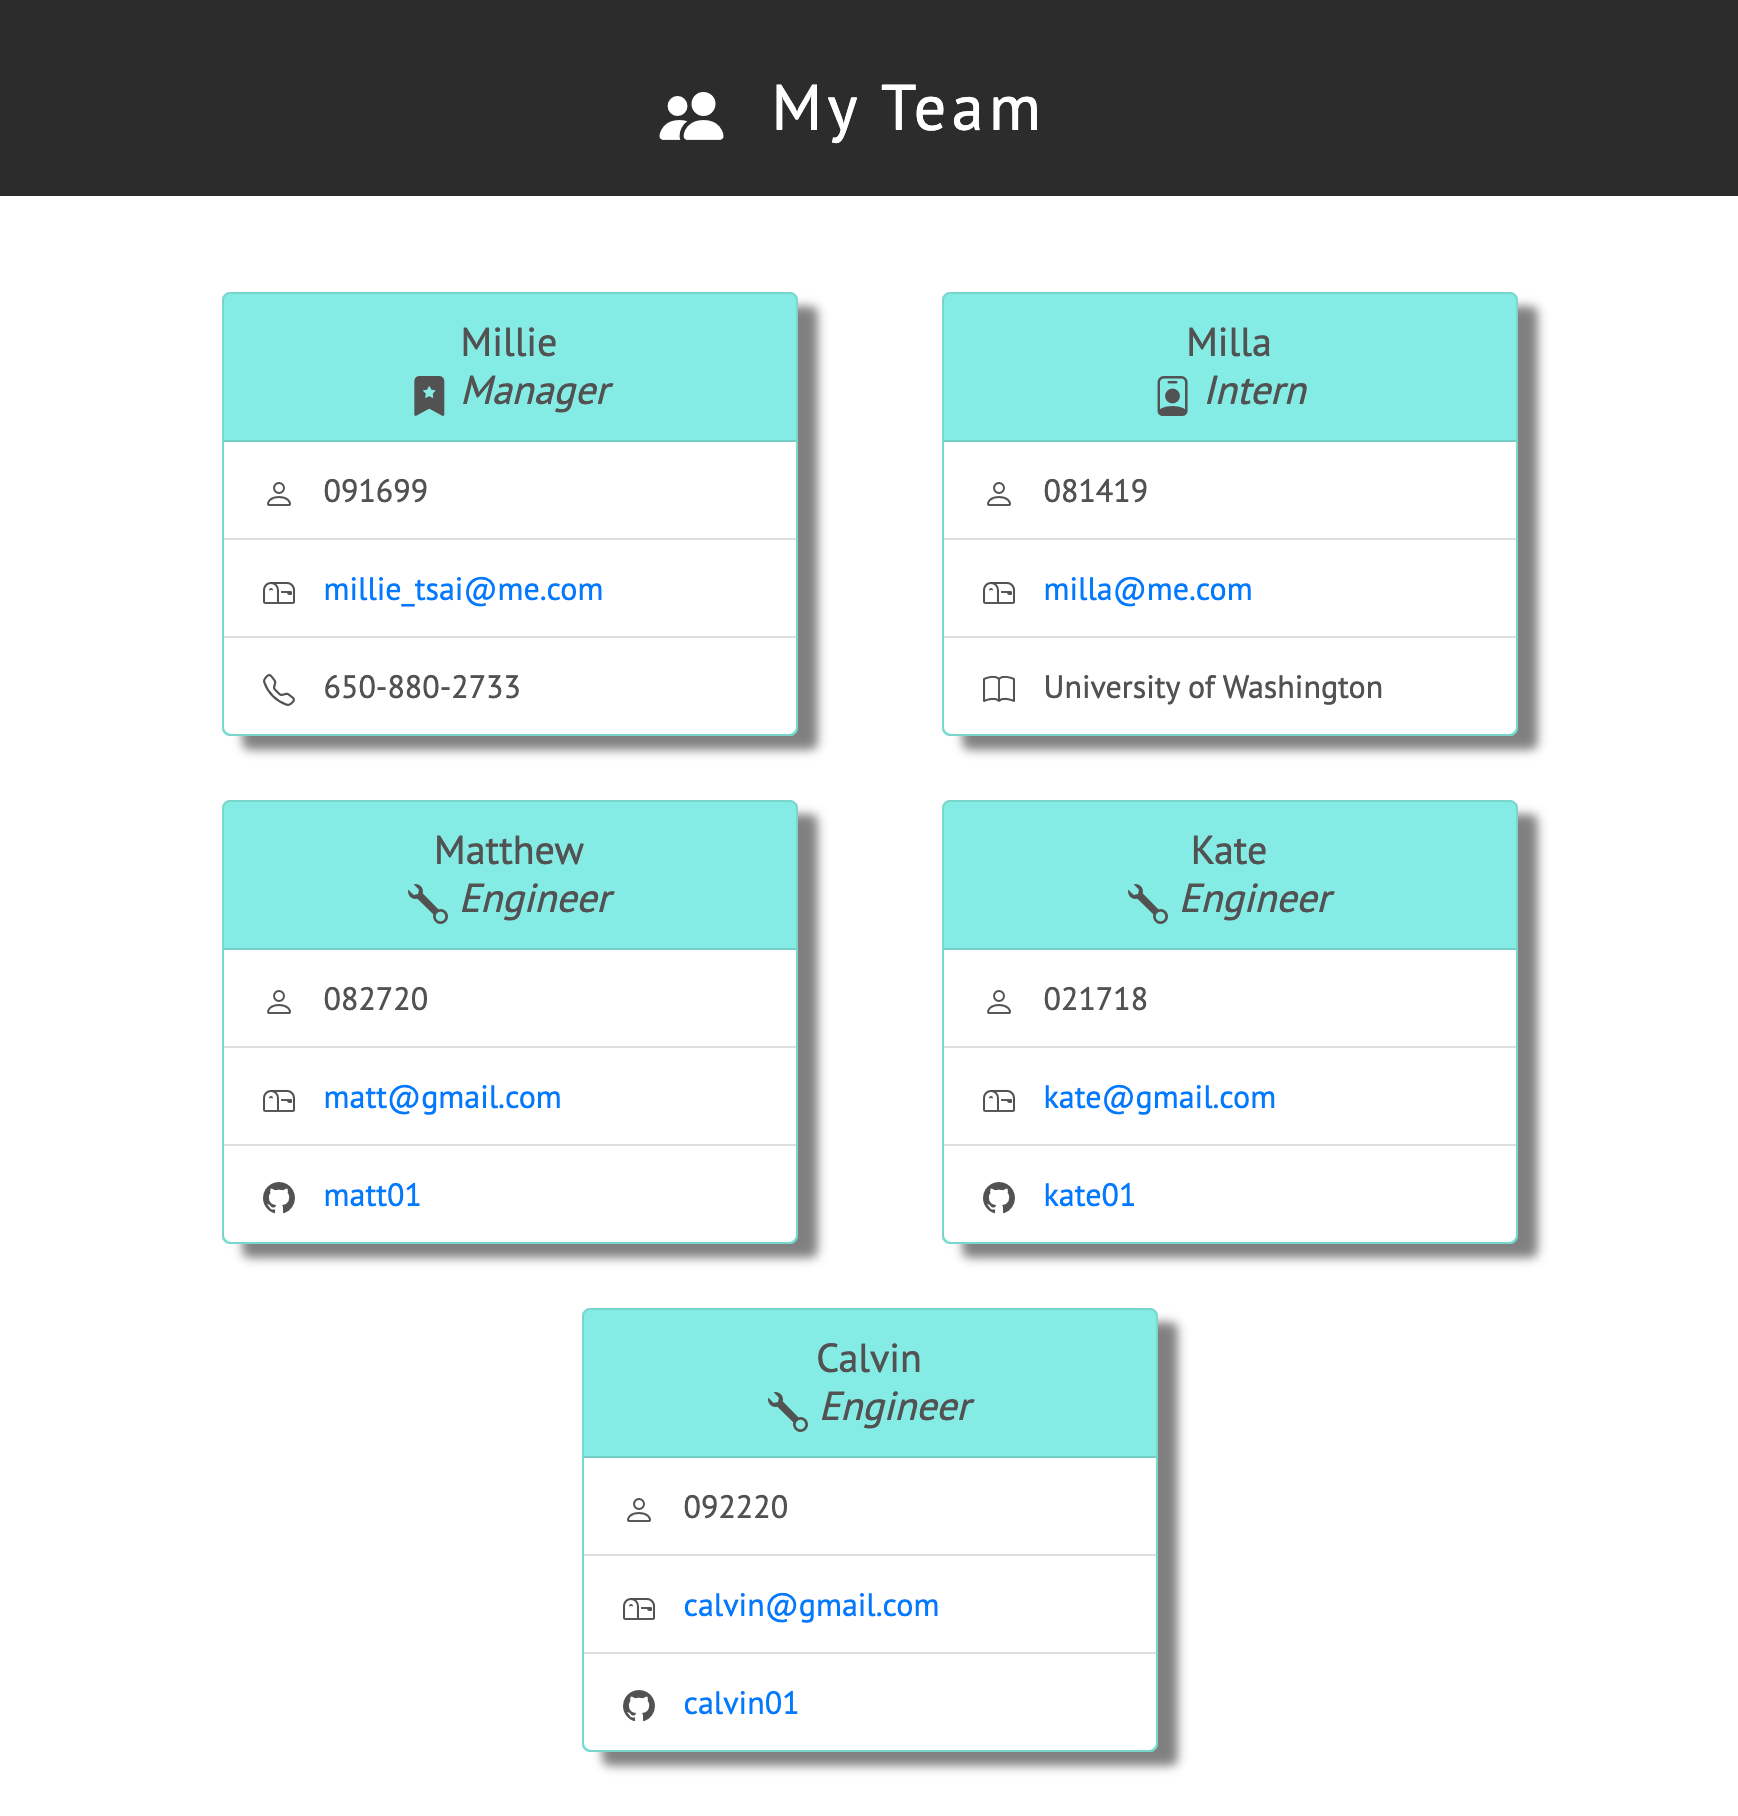 My Team
Millie
Manager
091699
millie_tsai@me.com
650-880-2733
Milla
Intern
081419
milla@me.com
University of Washington
Matthew
Engineer
082720
matt@gmail.com
matt01
Kate
Engineer
021718
kate@gmail.com
kate01
Calvin
Engineer
092220
calvin@gmail.com
calvin01